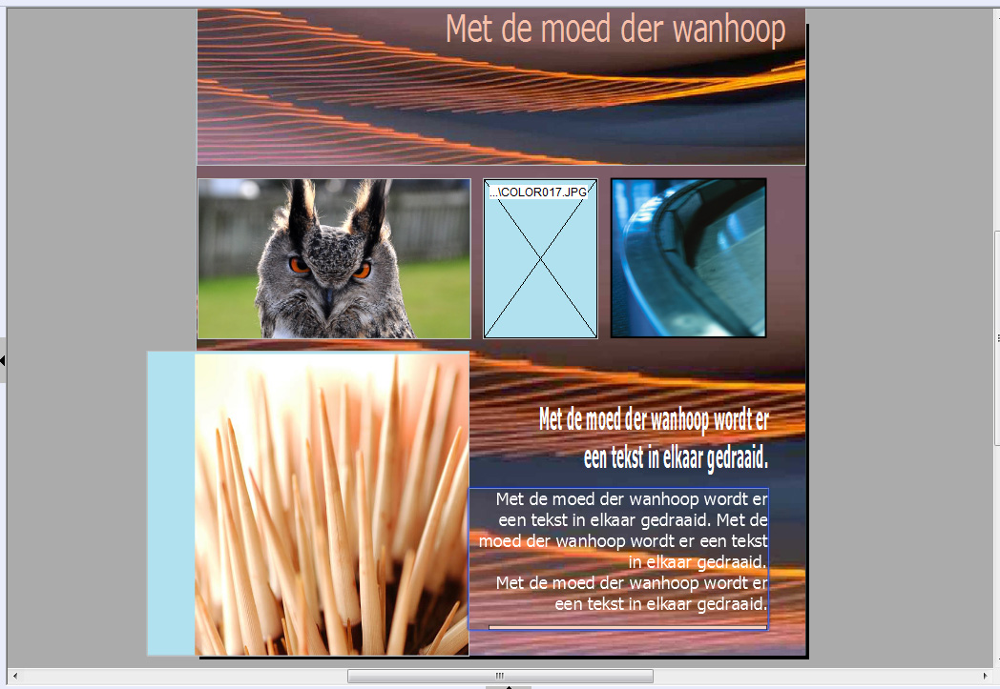 Met de moed der wanhoop
...\COLOR017.JPG
Met de moed der wanhoop wordt er
een tekst in elkaar gedraaid.
Met de moed der wanhoop wordt er
een tekst in elkaar gedraaid. Met de
moed der wanhoop wordt er een tekst
in elkaar gedraaid.
Met de moed der wanhoop wordt er
een tekst in elkaar gedraaid.